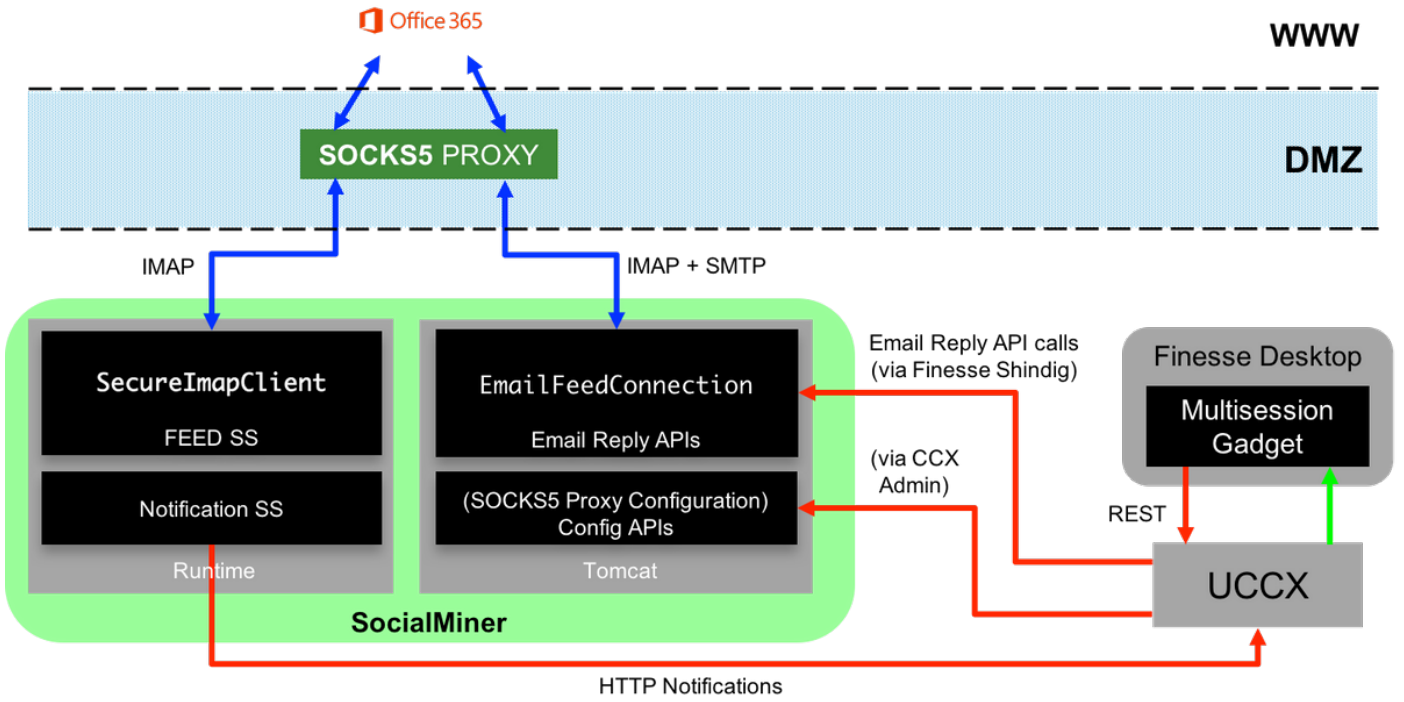 Office 365
WWW
SOCKS5 PROXY
DMZ
IMAP
IMAP + SMTP
SecureImapClient
FEED SS
Notification SS
Runtime
EmailFeedConnection
Email Reply APIs
(SOCKS5 Proxy Configuration)
Config APIs
Tomcat
SocialMiner
Email Reply API calls
(via Finesse Shindig)
(via CCX
Admin)
Finesse Desktop
Multisession
Gadget
REST
UCCX
HTTP Notifications